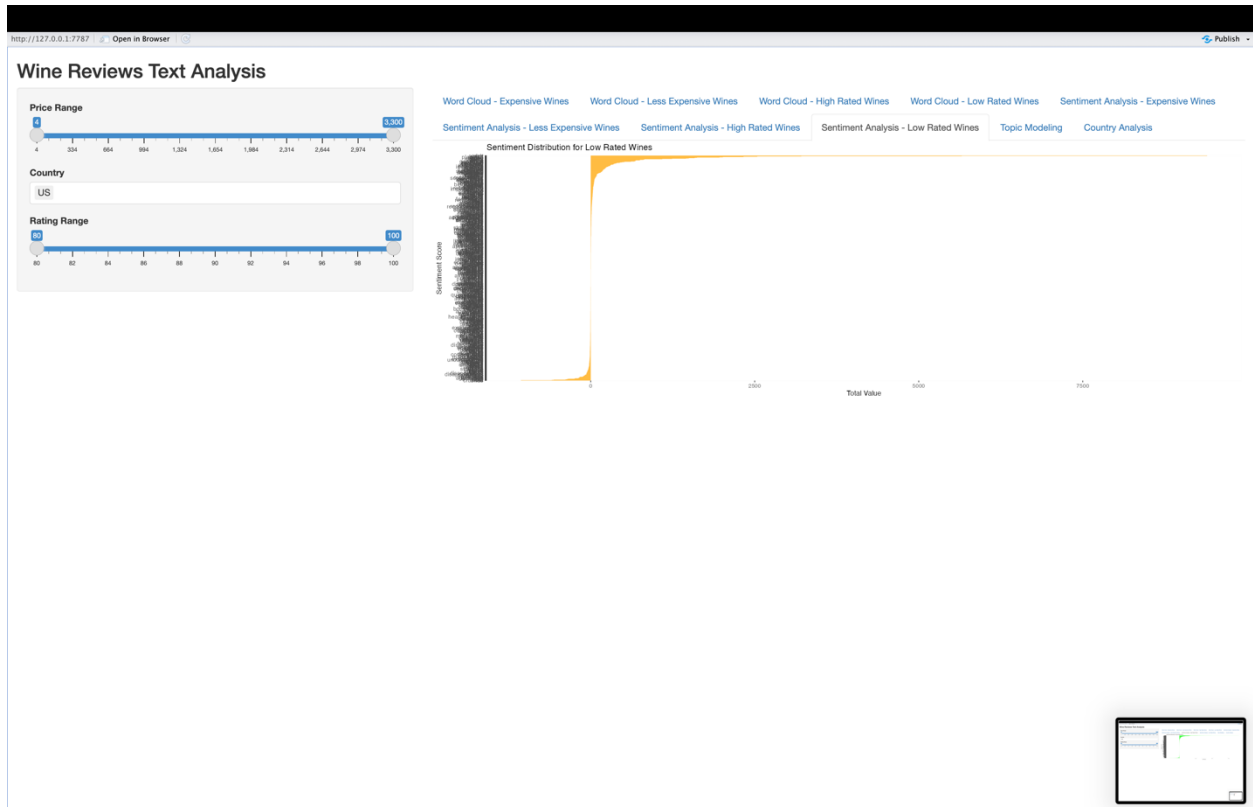 http://127.0.0.1:7787 Open in Browser Publish
Wine Reviews Text Analysis
Price Range
4 3,300
4 334 664 994 1,324 1,654 1,984 2,314 2,644 2,974 3,300
Country
US
Rating Range
80 100
80 82 84 86 88 90 92 94 96 98 100
Word Cloud - Expensive Wines Word Cloud - Less Expensive Wines Word Cloud - High Rated Wines Word Cloud - Low Rated Wines Sentiment Analysis - Expensive Wines
Sentiment Analysis - Less Expensive Wines Sentiment Analysis - High Rated Wines Sentiment Analysis - Low Rated Wines Topic Modeling Country Analysis
Sentiment Distribution for Low Rated Wines
Sentiment Score
0 2500 5000 7500
Total Value